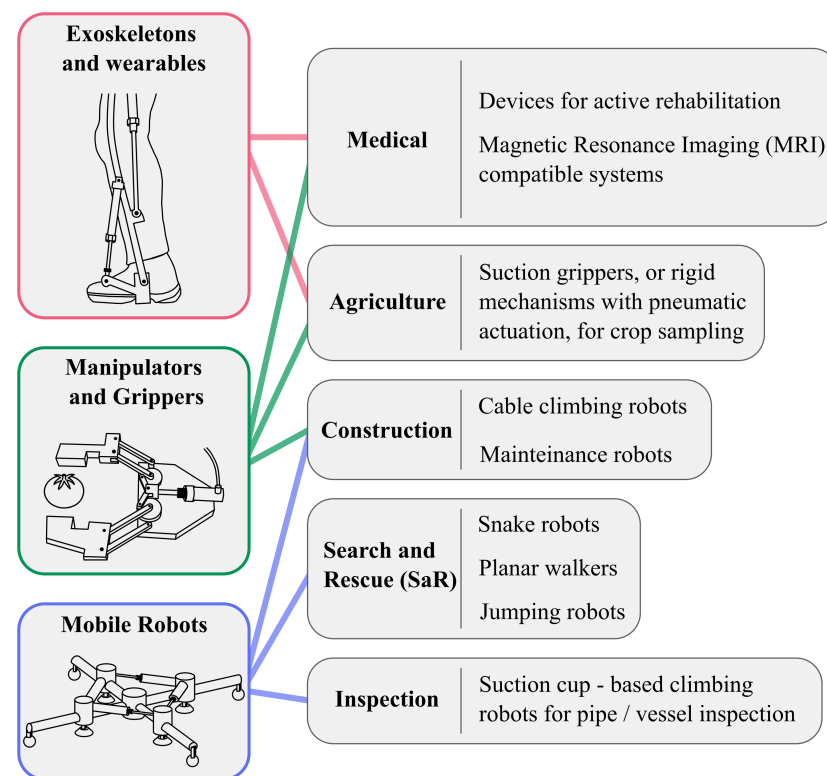 Exoskeletons
and wearables
Medical
Devices for active rehabilitation
Magnetic Resonance Imaging (MRI)
compatible systems
Agriculture
Suction grippers, or rigid
mechanisms with pneumatic
actuation, for crop sampling
Manipulators
and Grippers
Construction
Cable climbing robots
Mainteinance robots
Search and
Rescue (SaR)
Snake robots
Planar walkers
Jumping robots
Mobile Robots
Inspection
Suction cup - based climbing
robots for pipe / vessel inspection